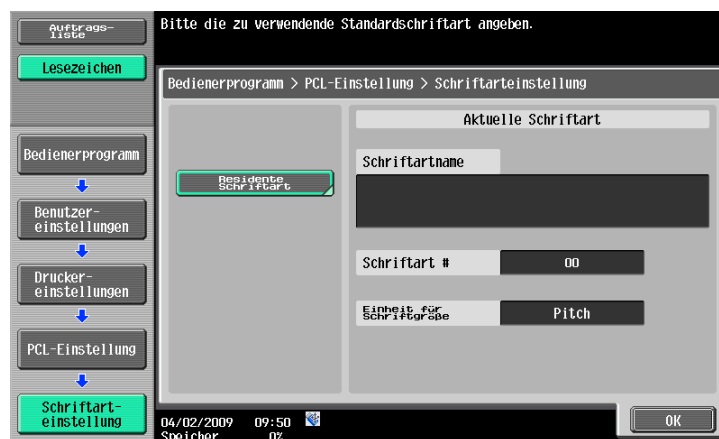 Auftrags-
liste
Lesezeichen
Bedienerprogramm
Benutzer-
einstellungen
Drucker-
einstellungen
PCL-Einstellung
Schriftart-
einstellung
Bitte die zu verwendende Standardschriftart angeben.
Bedienerprogramm > PCL-Einstellung > Schriftarteinstellung
Residente
Schriftart
Aktuelle Schriftart
Schriftartname
Schriftart # 00
Einheit für
Schriftgröße
Pitch
04/02/2009 09:50
Speicher 0%
OK